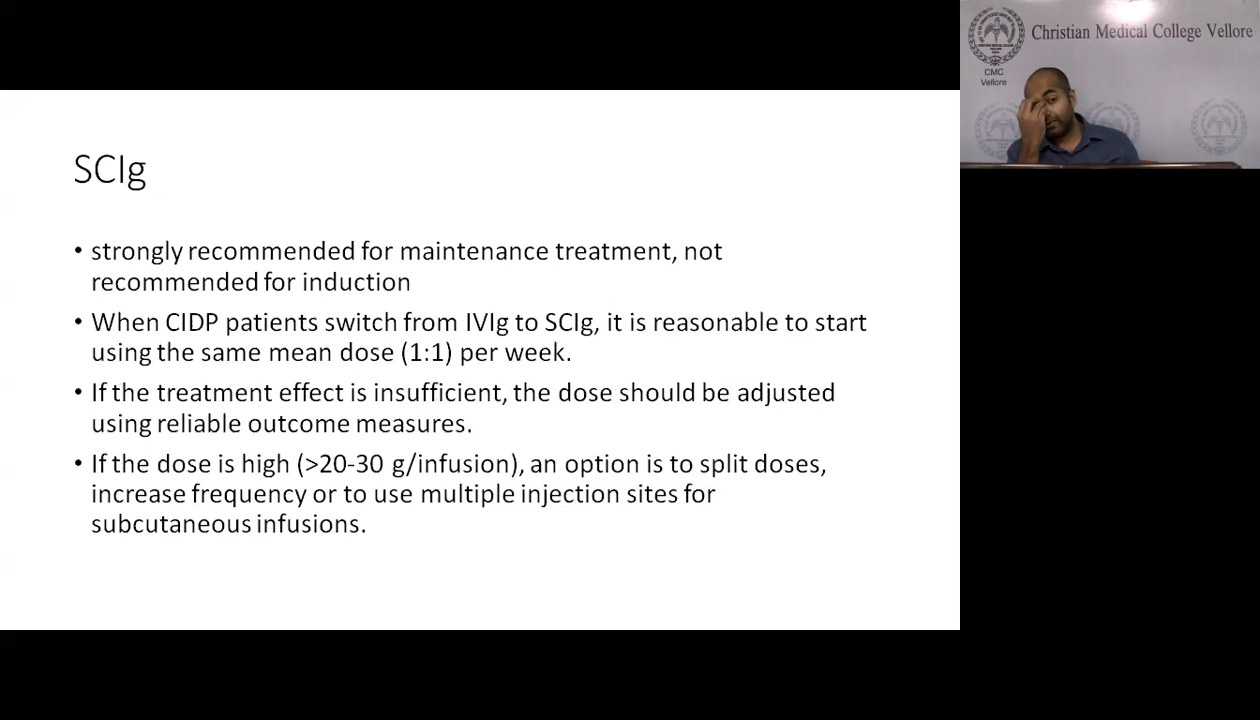 SCIg
• strongly recommended for maintenance treatment, not
recommended for induction
• When CIDP patients switch from IVIg to SCIg, it is reasonable to start
using the same mean dose (1:1) per week.
• If the treatment effect is insufficient, the dose should be adjusted
using reliable outcome measures.
• If the dose is high (>20-30 g/infusion), an option is to split doses,
increase frequency or to use multiple injection sites for
subcutaneous infusions.
Christian Medical College Vellore
CMC
Vellore